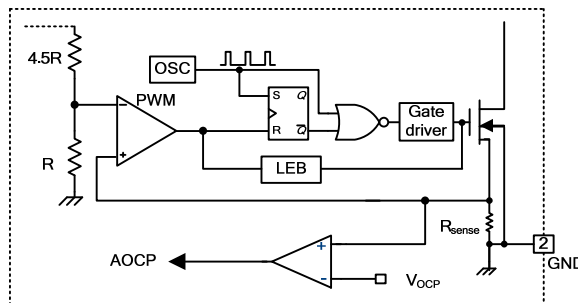 4.5R
OSC
PWM
S Q
R Q̅
Gate
driver
R
LEB
-
+
Rsense
2
GND
AOCP
+
-
VOCP